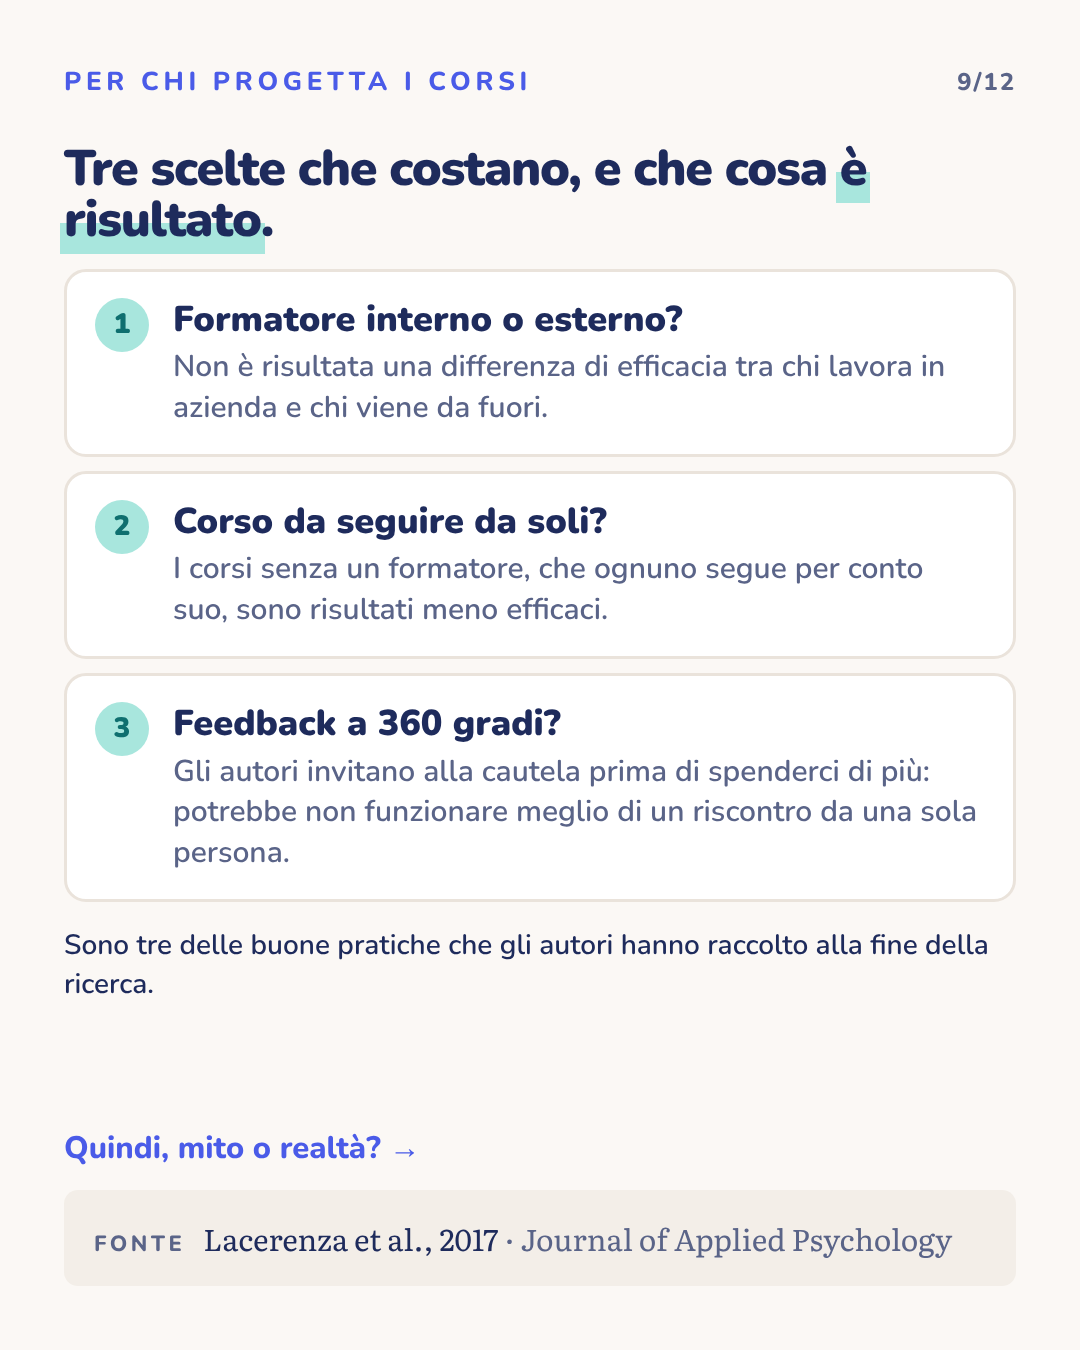 PER CHI PROGETTA I CORSI
9/12
Tre scelte che costano, e che cosa è
risultato.
1
Formatore interno o esterno?
Non è risultata una differenza di efficacia tra chi lavora in
azienda e chi viene da fuori.
2
Corso da seguire da soli?
I corsi senza un formatore, che ognuno segue per conto
suo, sono risultati meno efficaci.
3
Feedback a 360 gradi?
Gli autori invitano alla cautela prima di spenderci di più:
potrebbe non funzionare meglio di un riscontro da una sola
persona.
Sono tre delle buone pratiche che gli autori hanno raccolto alla fine della
ricerca.
Quindi, mito o realtà? →
FONTE Lacerenza et al., 2017 · Journal of Applied Psychology